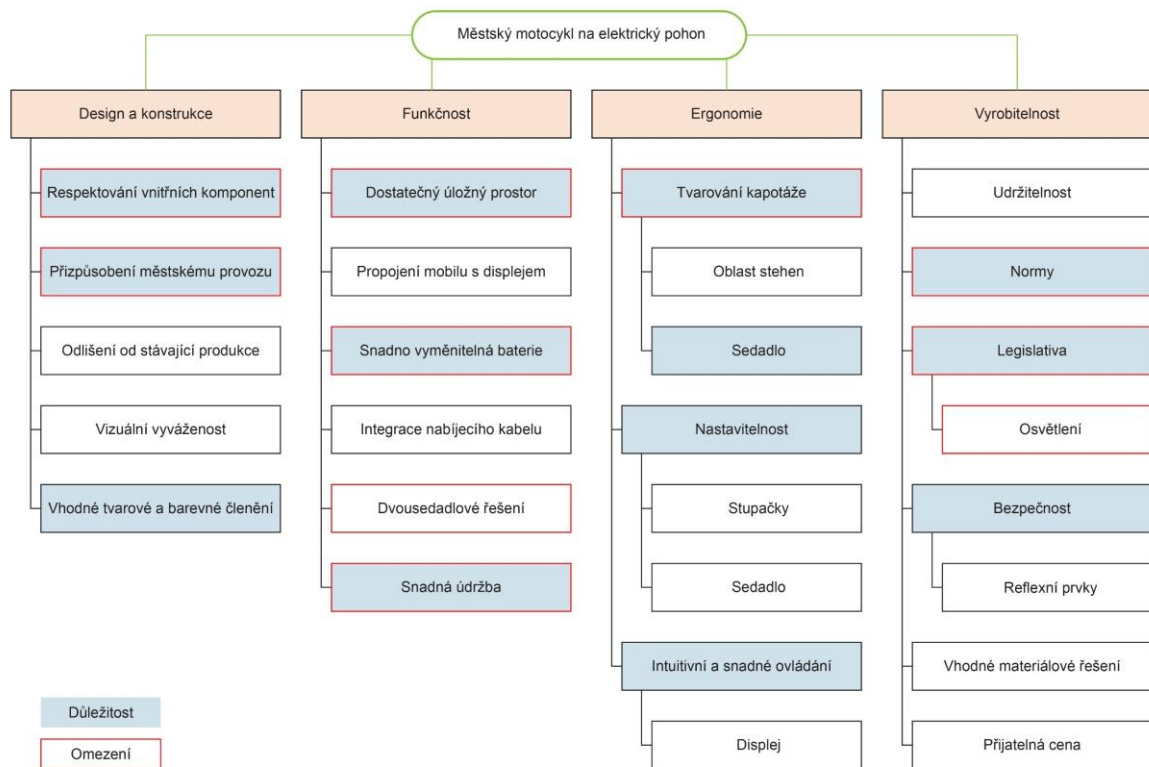 Městský motocykl na elektrický pohon
Design a konstrukce
Respektování vnitřních komponent
Přizpůsobení městskému provozu
Odlišení od stávající produkce
Vizuální vyváženost
Vhodné tvarové a barevné členění
Funkčnost
Dostatečný úložný prostor
Propojení mobilu s displejem
Snadno vyměnitelná baterie
Integrace nabíjecího kabelu
Dvousedadlové řešení
Snadná údržba
Ergonomie
Tvarování kapotáže
Oblast stehen
Sedadlo
Nastavitelnost
Stupačky
Sedadlo
Intuitivní a snadné ovládání
Displej
Vyrobitelnost
Udržitelnost
Normy
Legislativa
Osvětlení
Bezpečnost
Reflexní prvky
Vhodné materiálové řešení
Přijatelná cena
Důležitost
Omezení